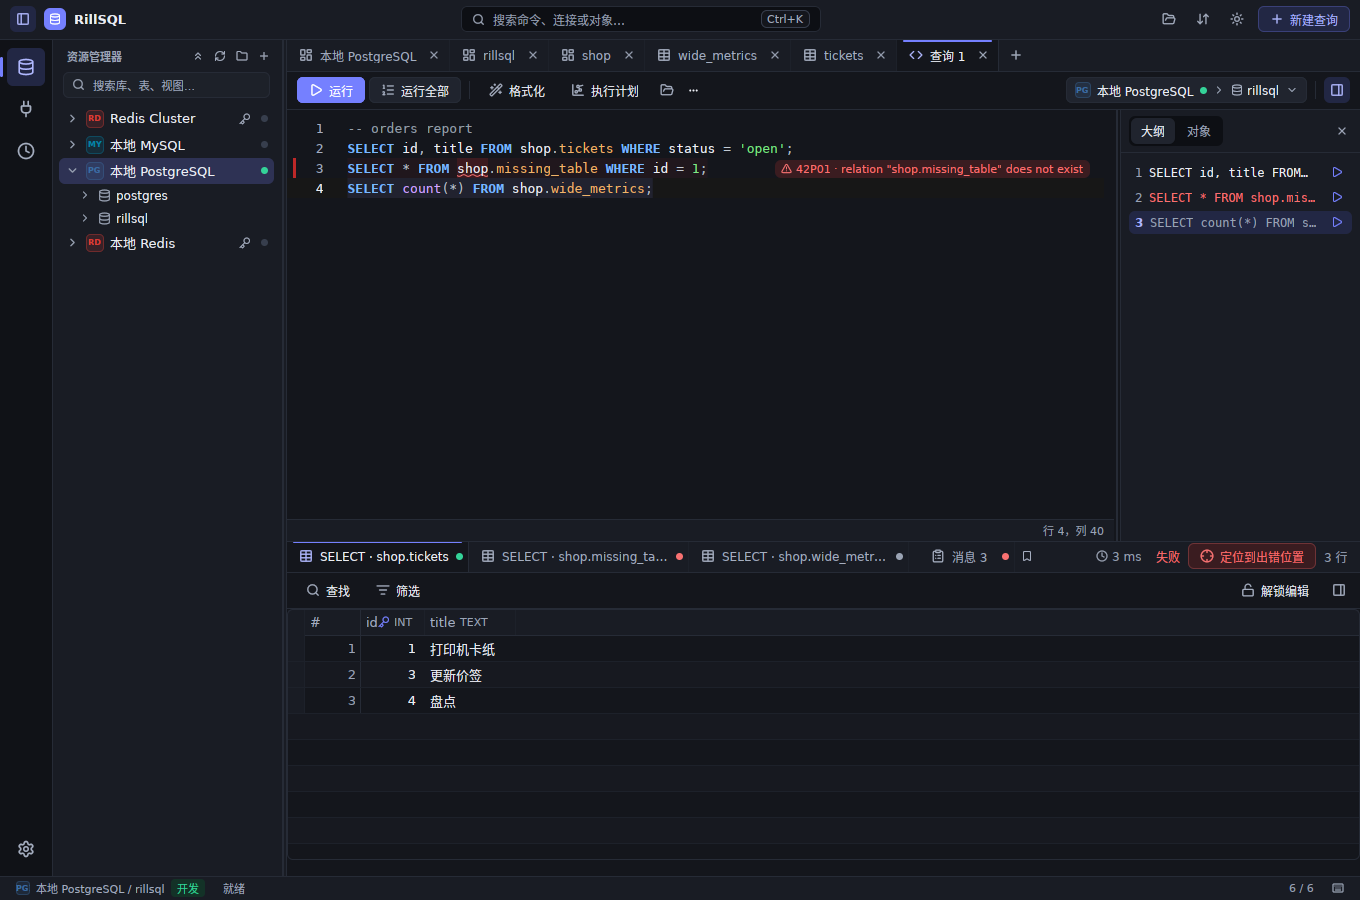 RillSQL
搜索命令、连接或对象...
Ctrl+K
新建查询
资源管理器
搜索库、表、视图...
RD Redis Cluster
MY 本地 MySQL
PG 本地 PostgreSQL
postgres
rillsql
RD 本地 Redis
本地 PostgreSQL
rillsql
shop
wide_metrics
tickets
查询 1
运行
运行全部
格式化
执行计划
PG 本地 PostgreSQL
rillsql
1 -- orders report
2 SELECT id, title FROM shop.tickets WHERE status = 'open';
3 SELECT * FROM shop.missing_table WHERE id = 1;
42P01 · relation "shop.missing_table" does not exist
4 SELECT count(*) FROM shop.wide_metrics;
行 4，列 40
大纲
对象
1 SELECT id, title FROM…
2 SELECT * FROM shop.mis…
3 SELECT count(*) FROM s…
SELECT · shop.tickets
SELECT · shop.missing_ta…
SELECT · shop.wide_metr…
消息 3
3 ms
失败
定位到出错位置
3 行
查找
筛选
解锁编辑
# id INT title TEXT
1 1 打印机卡纸
2 3 更新价签
3 4 盘点
PG 本地 PostgreSQL / rillsql
开发
就绪
6 / 6